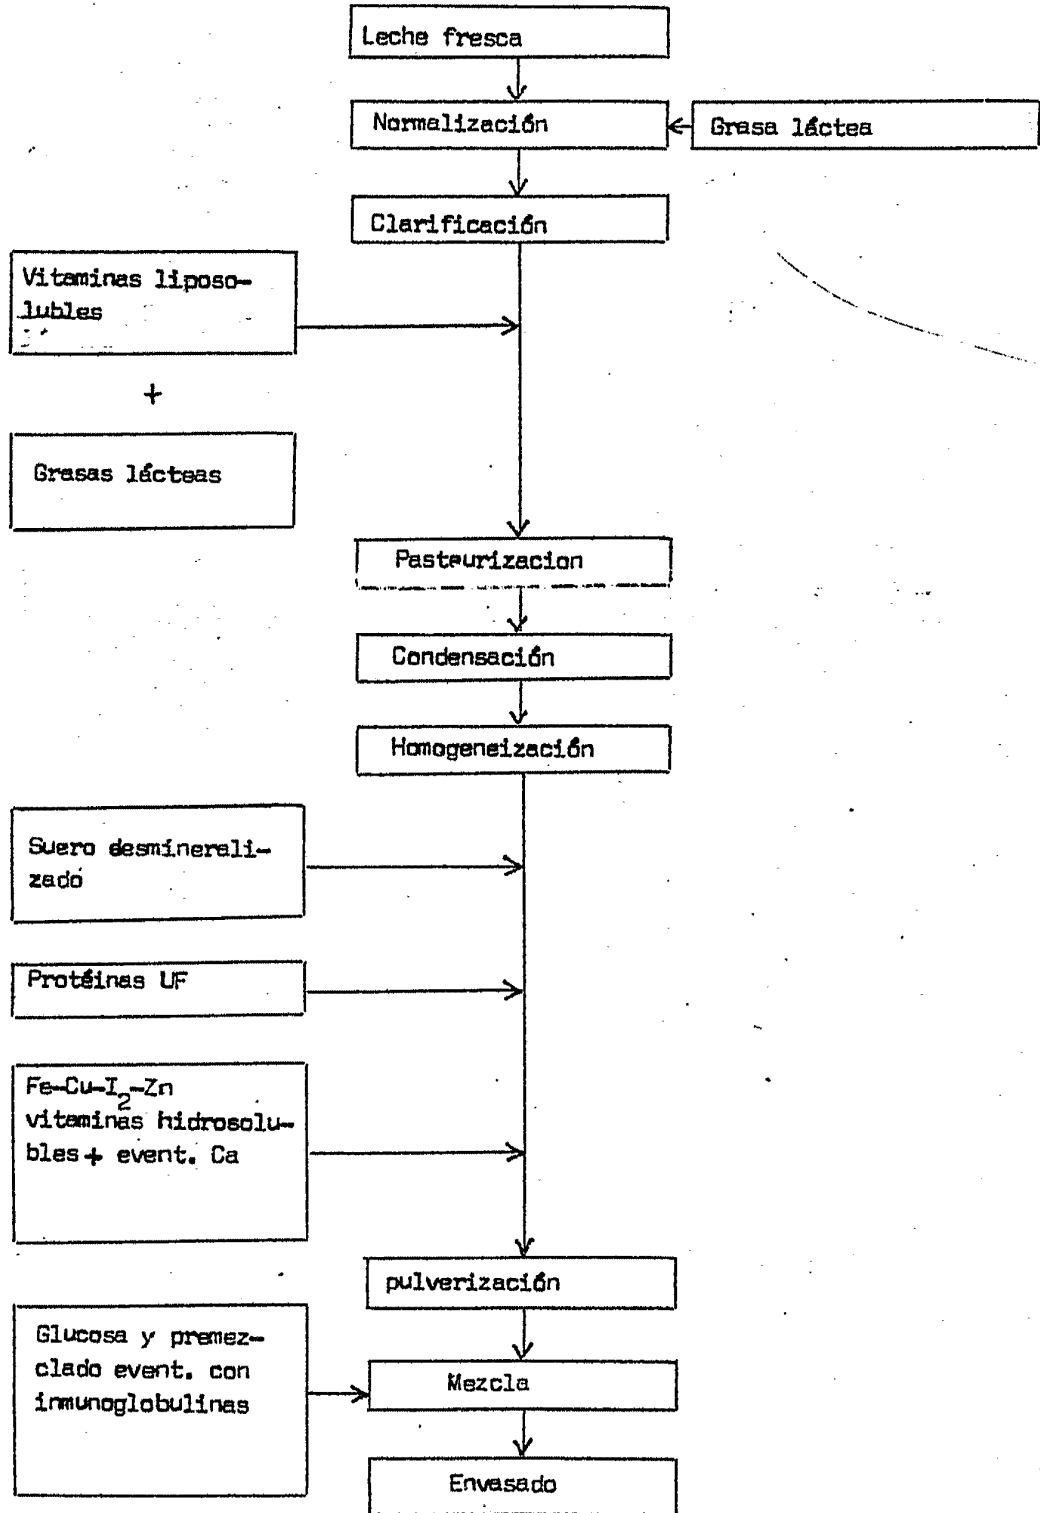 Leche fresca
Normalización
Grasa láctea
Clarificación
Vitaminas liposo-
lubles
+
Grasas lácteas
Pasteurizacion
Condensación
Homogeneización
Suero desminerali-
zado
Protéinas UF
Fe-Cu-I2-Zn
vitaminas hidrosolu-
bles + event. Ca
pulverización
Glucosa y premez-
clado event. con
inmunoglobulinas
Mezcla
Envasado